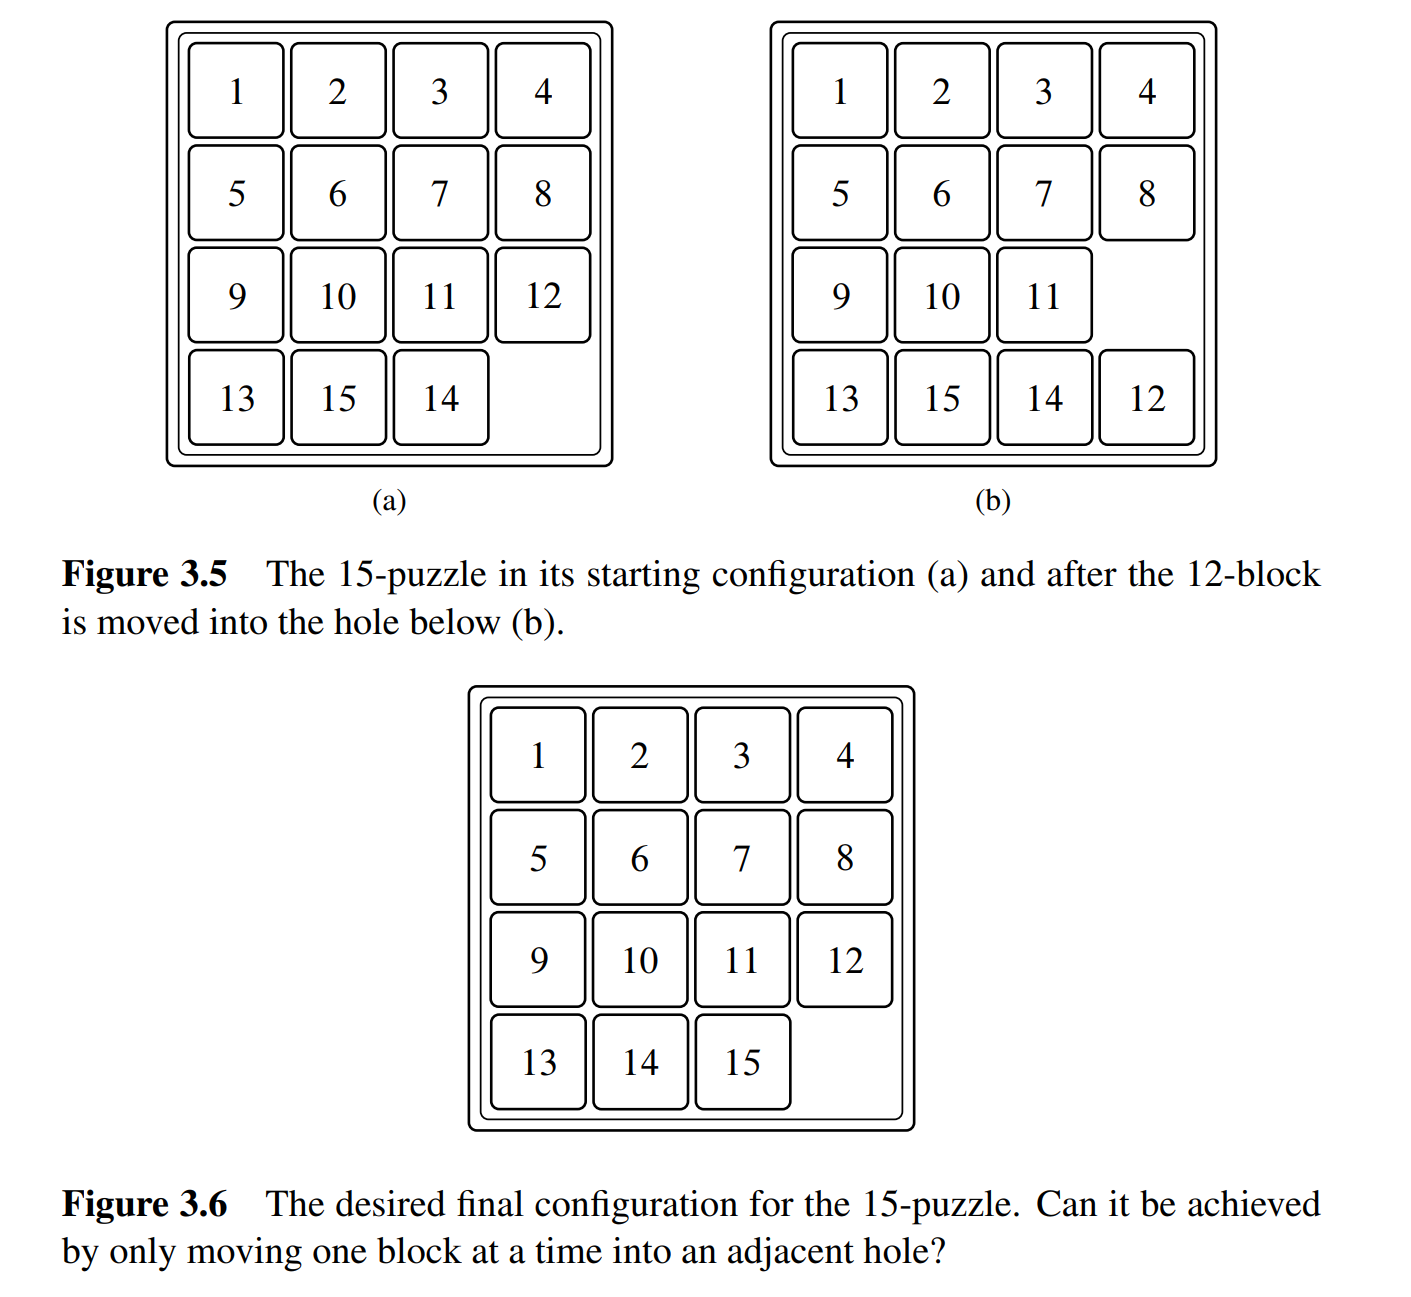 1 2 3 4 1 2 3 4
5 6 7 8 5 6 7 8
9 10 11 12 9 10 11
13 15 14 13 15 14 12
(a) (b)
Figure 3.5 The 15-puzzle in its starting configuration (a) and after the 12-block
is moved into the hole below (b).
1 2 3 4
5 6 7 8
9 10 11 12
13 14 15
Figure 3.6 The desired final configuration for the 15-puzzle. Can it be achieved
by only moving one block at a time into an adjacent hole?